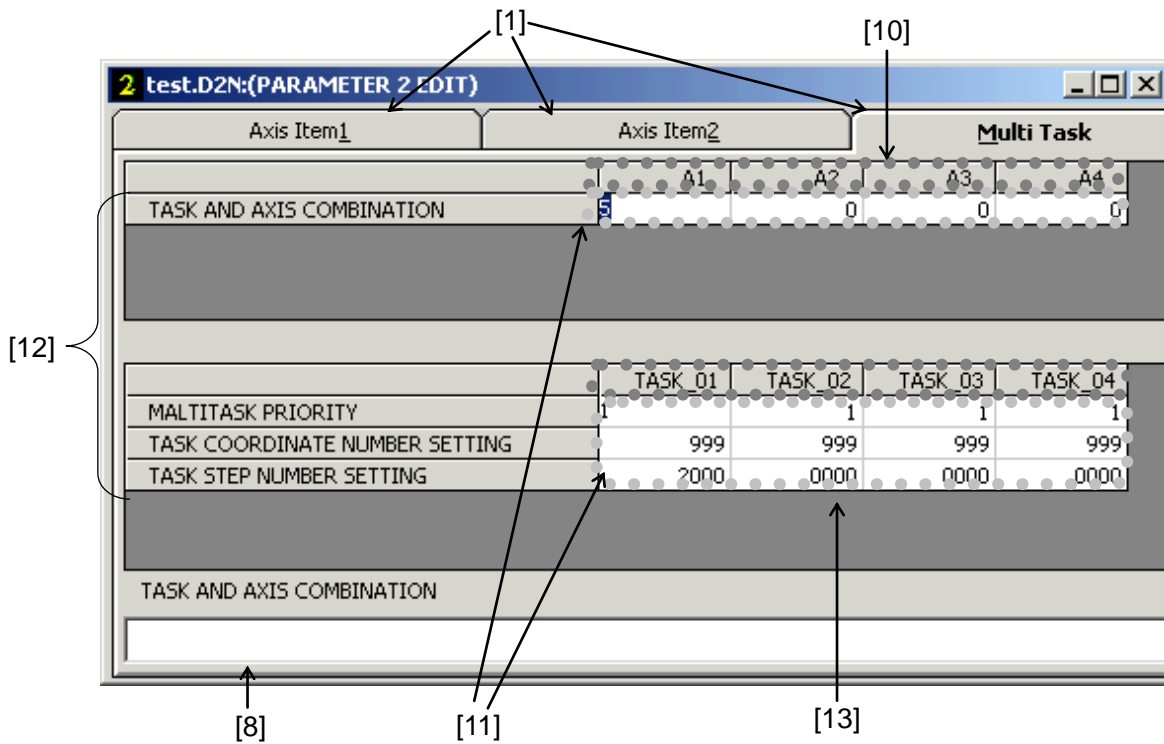 [1]
[10]
2 test.D2N:(PARAMETER 2 EDIT)
Axis Item1 Axis Item2 Multi Task
A1 A2 A3 A4
TASK AND AXIS COMBINATION 5 0 0 0
[12]
TASK_01 TASK_02 TASK_03 TASK_04
MALTITASK PRIORITY 1 1 1 1
TASK COORDINATE NUMBER SETTING 999 999 999 999
TASK STEP NUMBER SETTING 2000 0000 0000 0000
TASK AND AXIS COMBINATION
[8] [11] [13]